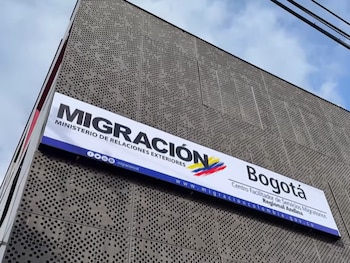 MIGRACIÓN
MINISTERIO DE RELACIONES EXTERIORES
Bogotá
Centro Facilitador de Servicios Migratorios
Regional Andina
www.migracioncolombia.gov.co